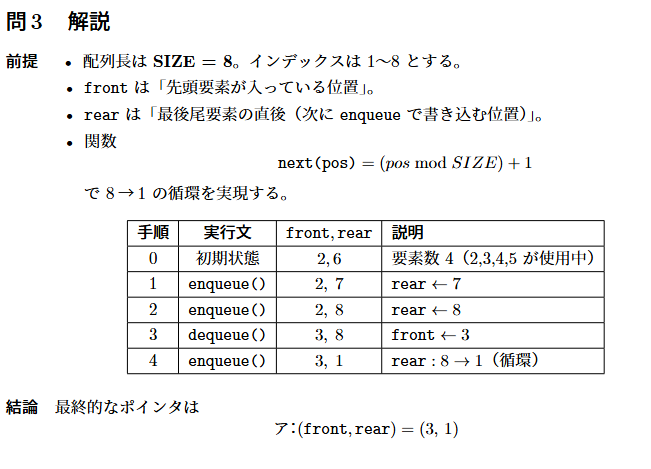 問3 解説
前提 • 配列長は SIZE = 8。インデックスは 1～8 とする。
• front は「先頭要素が入っている位置」。
• rear は「最後尾要素の直後（次に enqueue で書き込む位置）」。
• 関数
next(pos) = (pos mod SIZE) + 1
で 8→1 の循環を実現する。
手順 実行文 front, rear 説明
0 初期状態 2, 6 要素数 4（2,3,4,5 が使用中）
1 enqueue() 2, 7 rear ← 7
2 enqueue() 2, 8 rear ← 8
3 dequeue() 3, 8 front ← 3
4 enqueue() 3, 1 rear : 8 → 1（循環）
結論 最終的なポインタは
ア:(front, rear) = (3, 1)